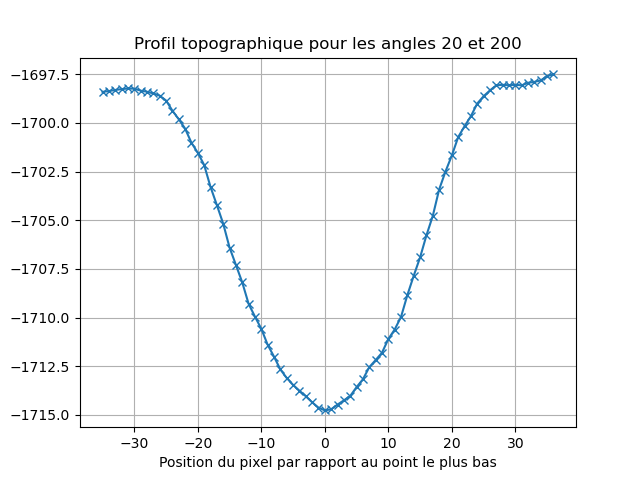 Profil topographique pour les angles 20 et 200
−1697.5
−1700.0
−1702.5
−1705.0
−1707.5
−1710.0
−1712.5
−1715.0
−30 −20 −10 0 10 20 30
Position du pixel par rapport au point le plus bas